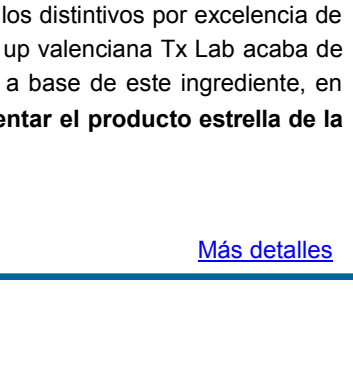 los distintivos por excelencia de
up valenciana Tx Lab acaba de
a base de este ingrediente, en
entar el producto estrella de la
Más detalles